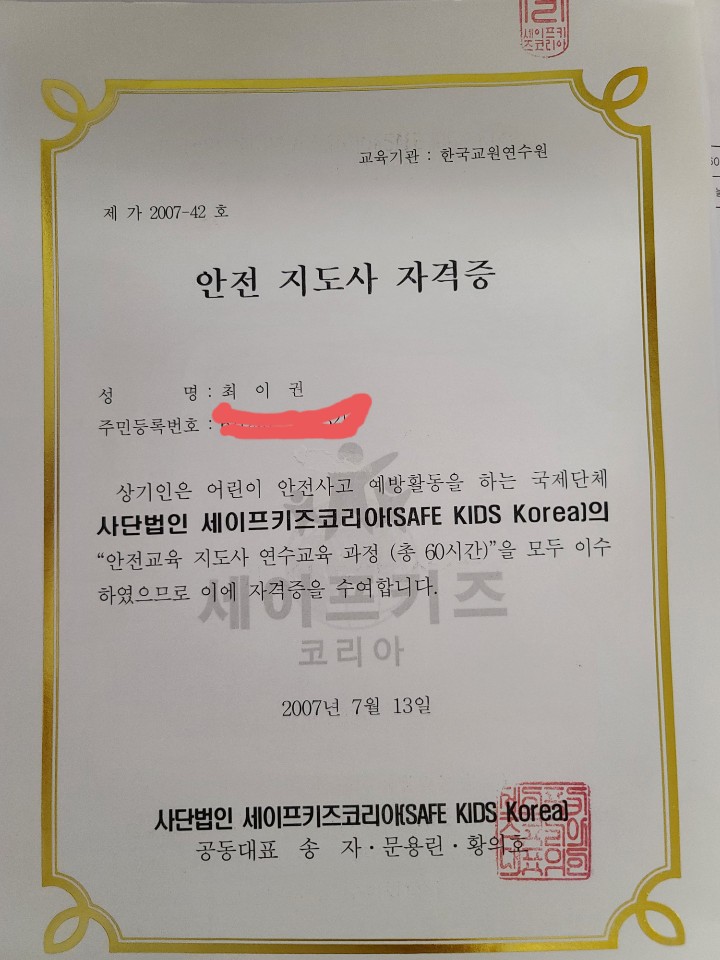 세이프키
즈코리아
교육기관 : 한국교원연수원
제 가 2007-42 호
안전 지도사 자격증
성 명 : 최 이 권
주민등록번호 :
상기인은 어린이 안전사고 예방활동을 하는 국제단체
사단법인 세이프키즈코리아(SAFE KIDS Korea)의
“안전교육 지도사 연수교육 과정 (총 60시간)”을 모두 이수
하였으므로 이에 자격증을 수여합니다.
세이프키즈
코리아
2007년 7월 13일
사단법인 세이프키즈코리아(SAFE KIDS Korea)
공동대표 송 자·문용린·황의호